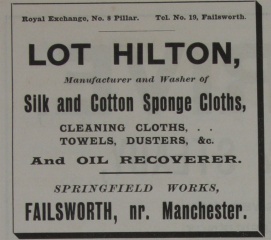 Royal Exchange, No. 8 Pillar. Tel. No. 19, Failsworth.
LOT HILTON,
Manufacturer and Washer of
Silk and Cotton Sponge Cloths,
CLEANING CLOTHS, . .
TOWELS, DUSTERS, &c.
And OIL RECOVERER.
SPRINGFIELD WORKS,
FAILSWORTH, nr. Manchester.